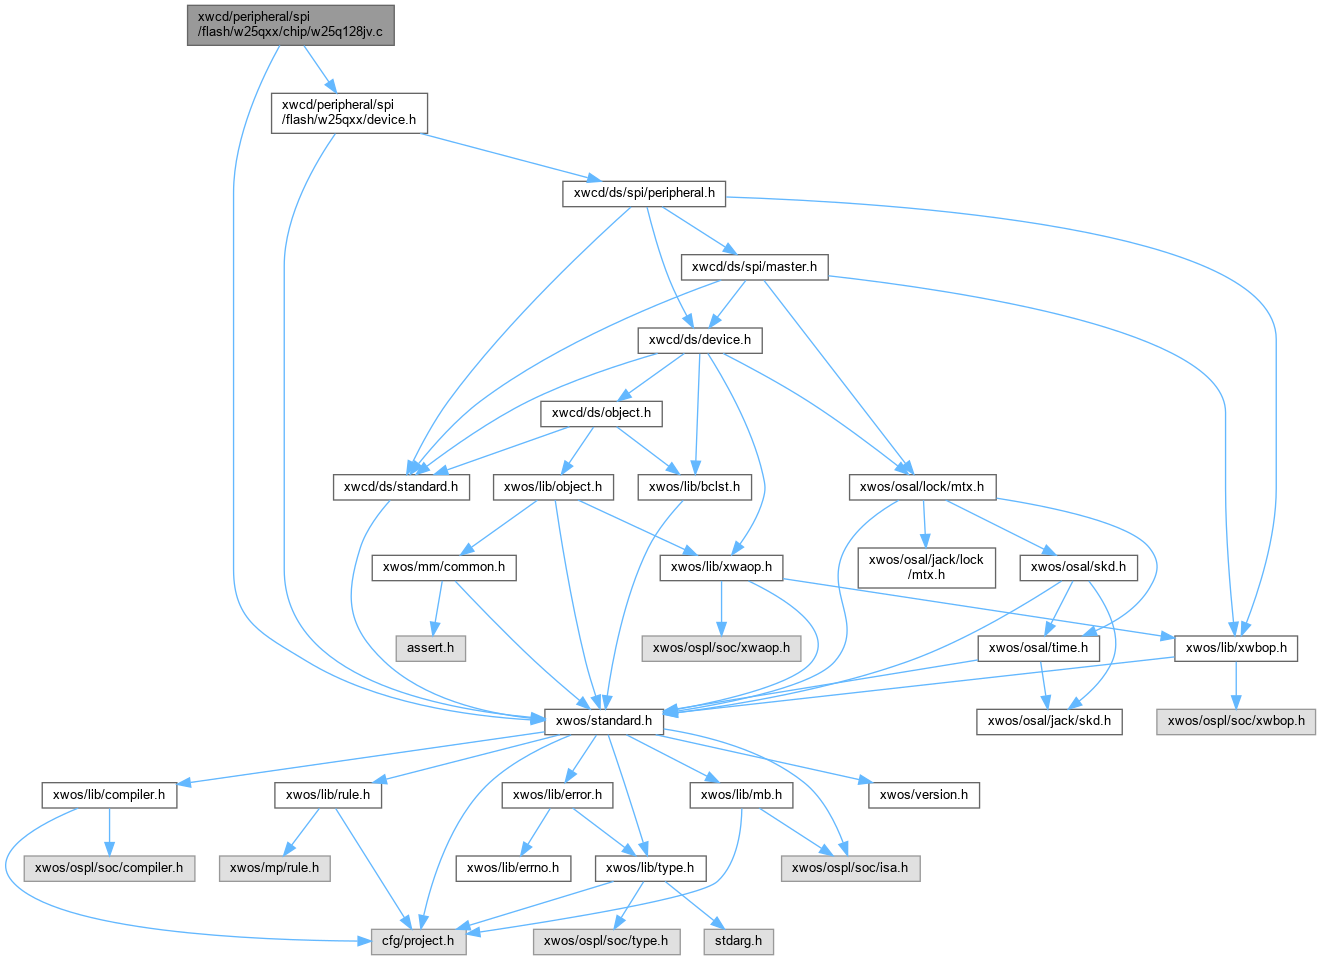 xwcd/peripheral/spi
/flash/w25qxx/chip/w25q128jv.c
xwcd/peripheral/spi
/flash/w25qxx/device.h
xwcd/ds/spi/peripheral.h
xwcd/ds/spi/master.h
xwcd/ds/device.h
xwcd/ds/object.h
xwcd/ds/standard.h
xwos/lib/object.h
xwos/lib/bclst.h
xwos/osal/lock/mtx.h
xwos/mm/common.h
xwos/lib/xwaop.h
xwos/osal/jack/lock
/mtx.h
xwos/osal/skd.h
assert.h
xwos/ospl/soc/xwaop.h
xwos/osal/time.h
xwos/lib/xwbop.h
xwos/standard.h
xwos/osal/jack/skd.h
xwos/ospl/soc/xwbop.h
xwos/lib/compiler.h
xwos/lib/rule.h
xwos/lib/error.h
xwos/lib/mb.h
xwos/version.h
xwos/ospl/soc/compiler.h
xwos/mp/rule.h
xwos/lib/errno.h
xwos/lib/type.h
xwos/ospl/soc/isa.h
cfg/project.h
xwos/ospl/soc/type.h
stdarg.h